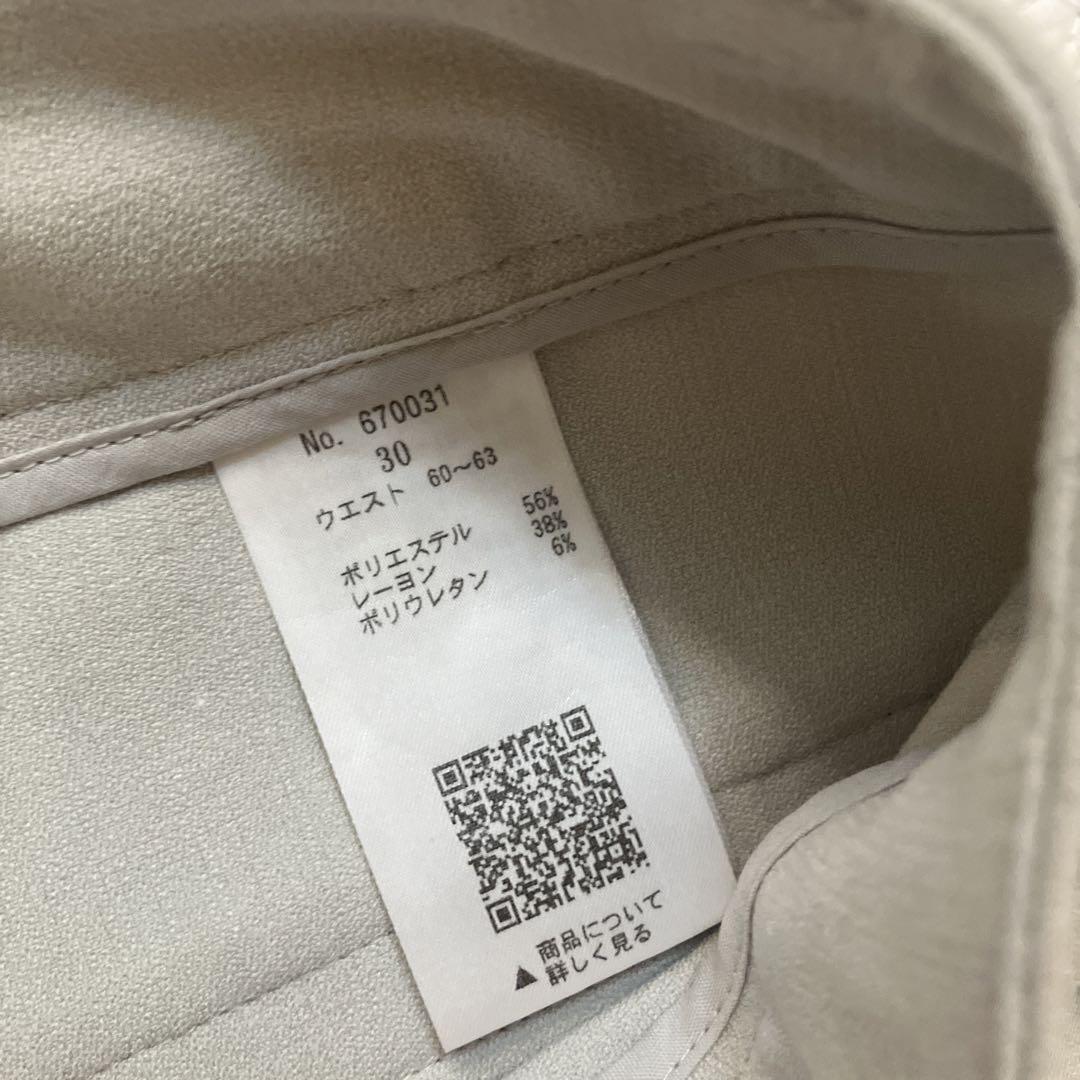 No. 670031
30
ウエスト 60～63
ポリエステル 56%
レーヨン 38%
ポリウレタン 6%
商品について
▲詳しく見る